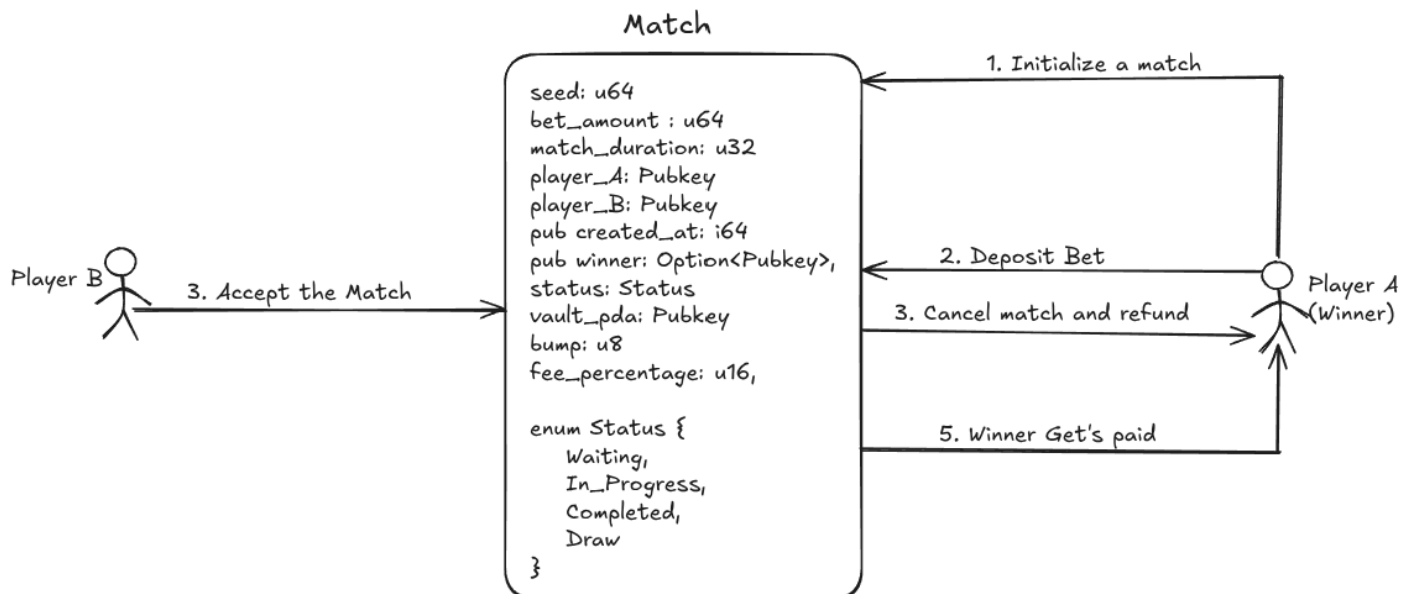 Match
1. Initialize a match
seed: u64
bet_amount : u64
match_duration: u32
player_A: Pubkey
player_B: Pubkey
pub created_at: i64
pub winner: Option<Pubkey>,
status: Status
vault_pda: Pubkey
bump: u8
fee_percentage: u16,
enum Status {
Waiting,
In_Progress,
Completed,
Draw
}
Player B
3. Accept the Match
2. Deposit Bet
Player A
(Winner)
3. Cancel match and refund
5. Winner Get's paid